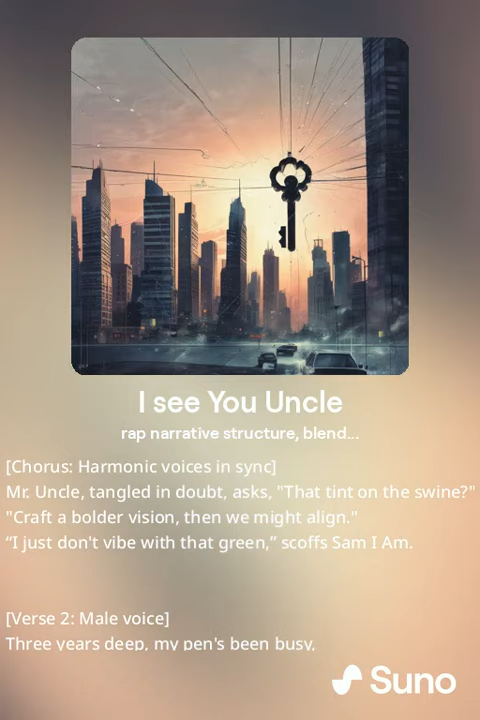 I see You Uncle
rap narrative structure, blend...
[Chorus: Harmonic voices in sync]
Mr. Uncle, tangled in doubt, asks, "That tint on the swine?"
"Craft a bolder vision, then we might align."
“I just don't vibe with that green,” scoffs Sam I Am.
[Verse 2: Male voice]
Three years deep, my pen's been busy,
Suno